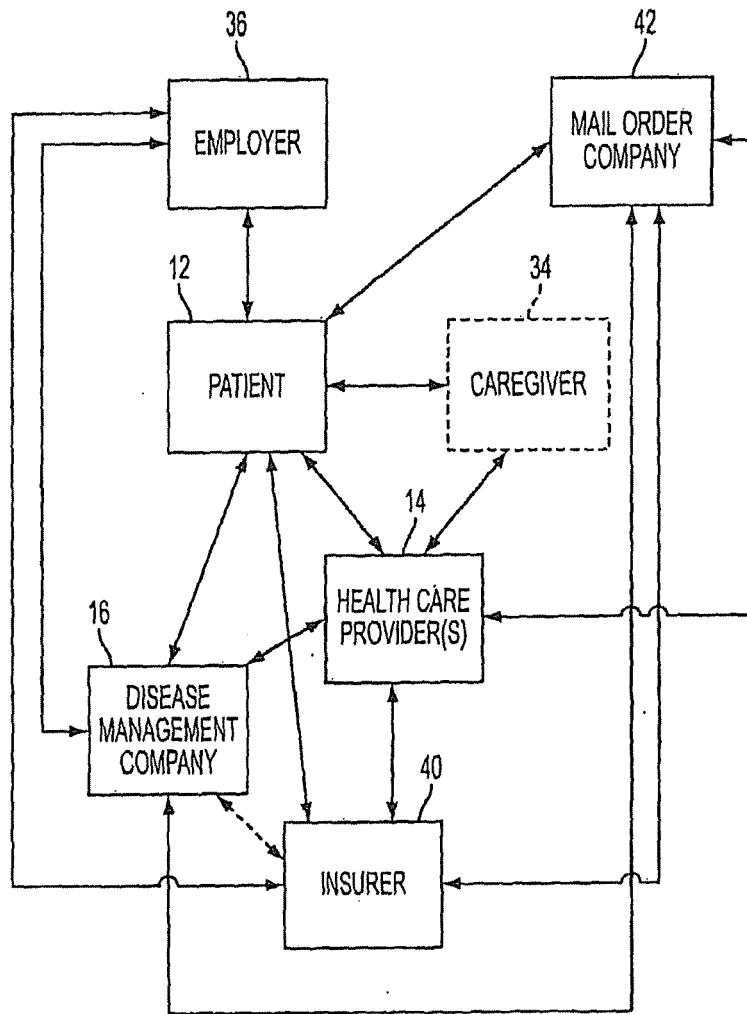 36
42
EMPLOYER
MAIL ORDER
COMPANY
12
34
PATIENT
CAREGIVER
14
HEALTH CARE
PROVIDER(S)
16
DISEASE
MANAGEMENT
COMPANY
40
INSURER